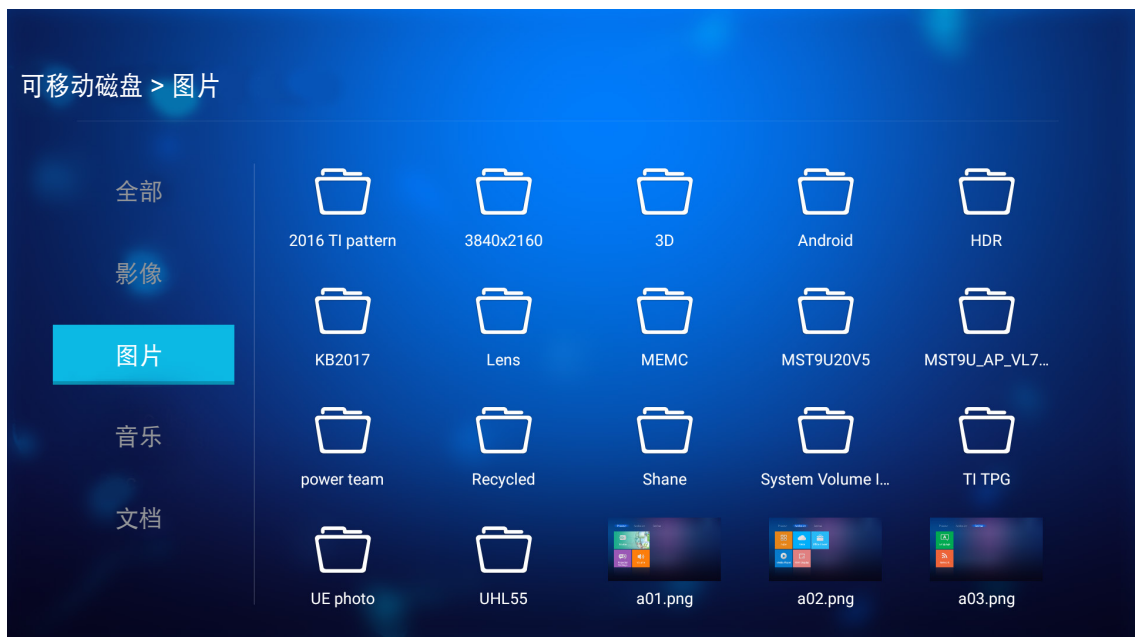 可移动磁盘 > 图片
全部
影像
图片
音乐
文档
2016 TI pattern
3840x2160
3D
Android
HDR
KB2017
Lens
MEMC
MST9U20V5
MST9U_AP_VL7...
power team
Recycled
Shane
System Volume I...
TI TPG
UE photo
UHL55
a01.png
a02.png
a03.png